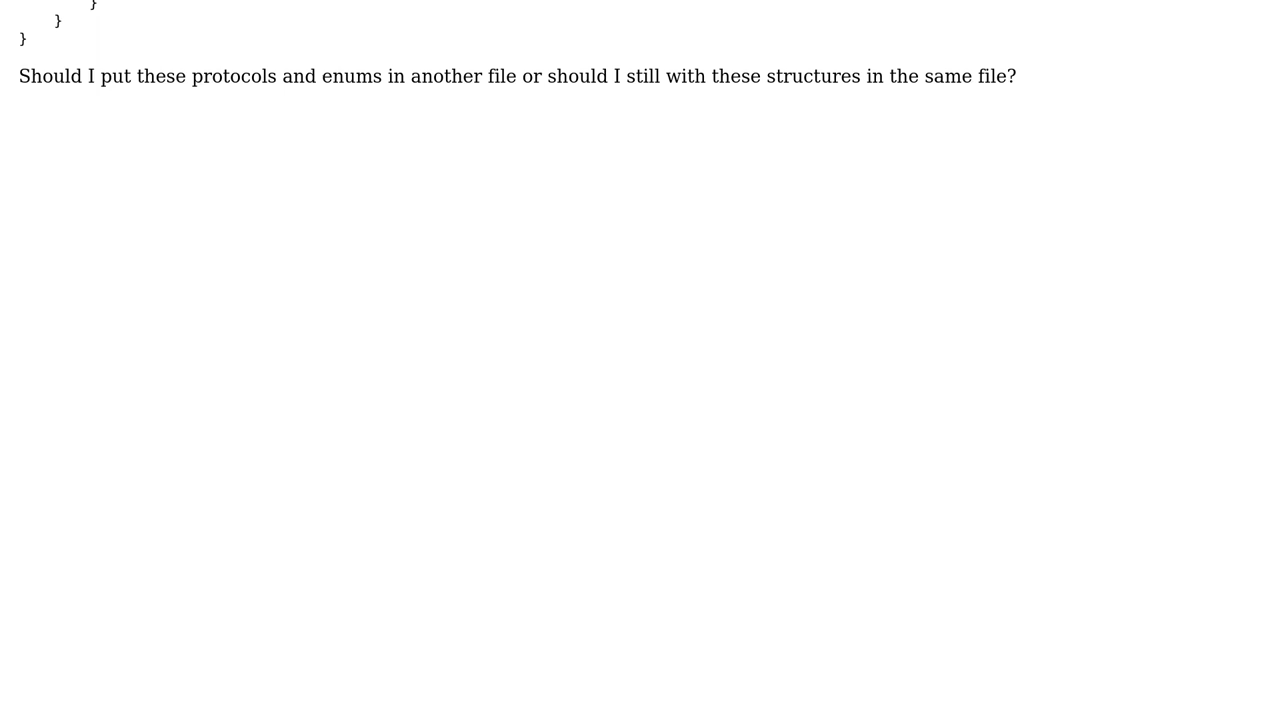 }
    }
}
Should I put these protocols and enums in another file or should I still with these structures in the same file?